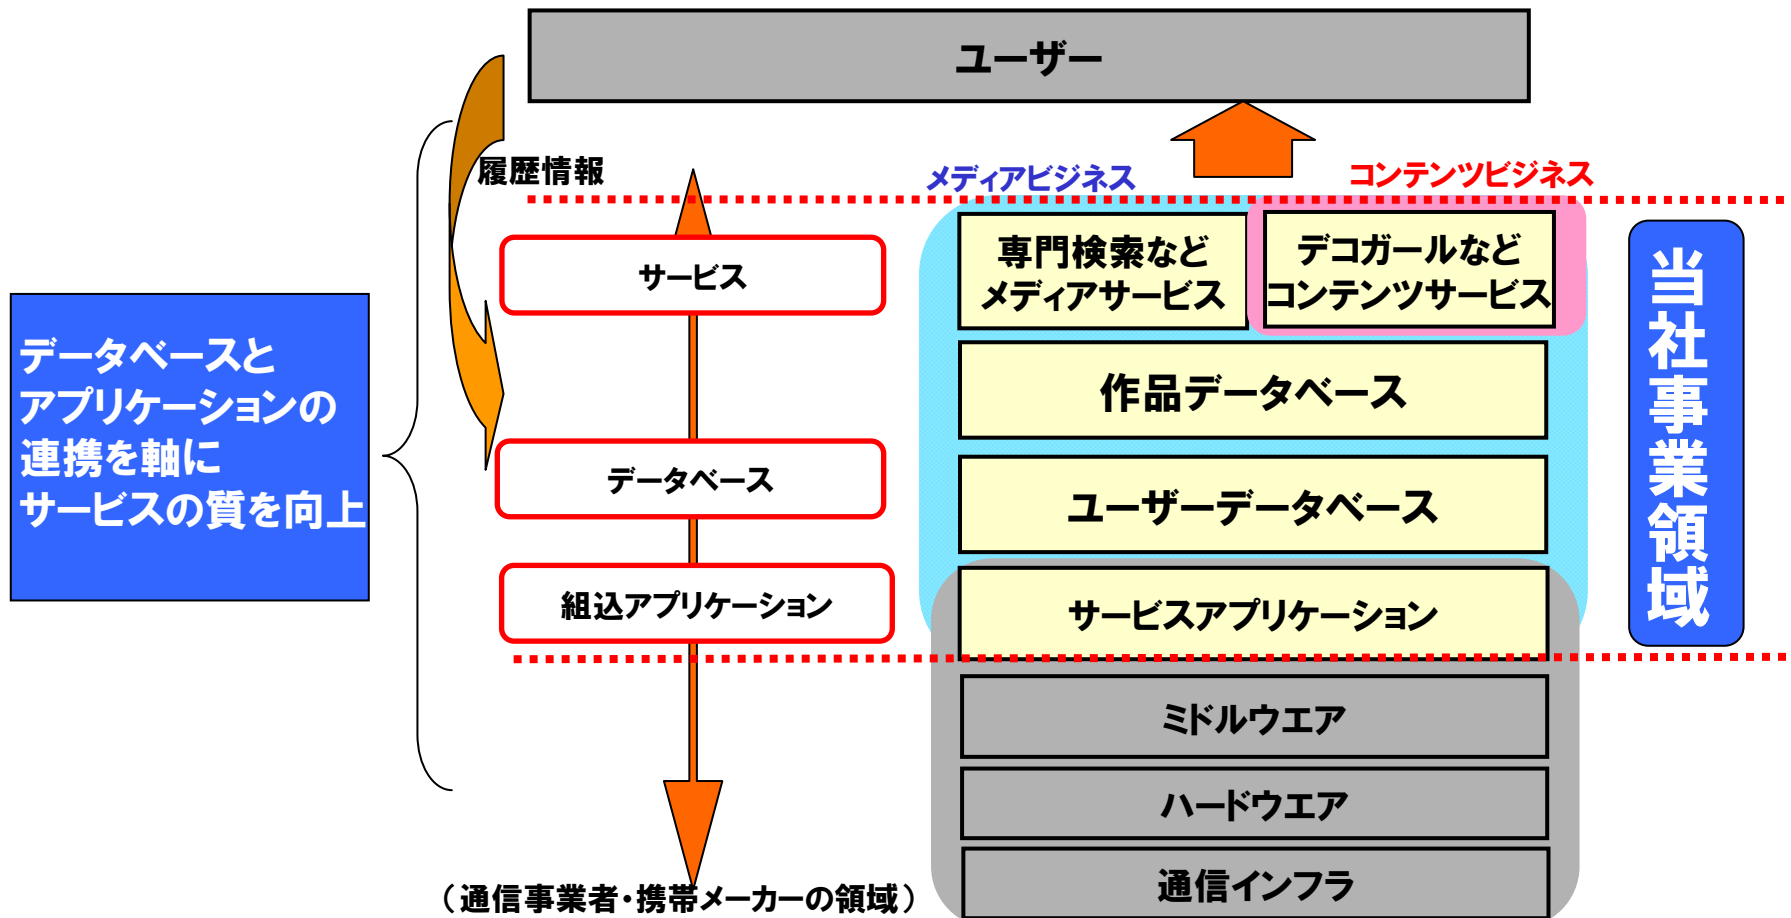 ユーザー
履歴情報
メディアビジネス
コンテンツビジネス
サービス
専門検索など
メディアサービス
デコガールなど
コンテンツサービス
当社事業領域
データベースと
アプリケーションの
連携を軸に
サービスの質を向上
作品データベース
データベース
ユーザーデータベース
組込アプリケーション
サービスアプリケーション
ミドルウエア
ハードウエア
通信インフラ
（通信事業者・携帯メーカーの領域）